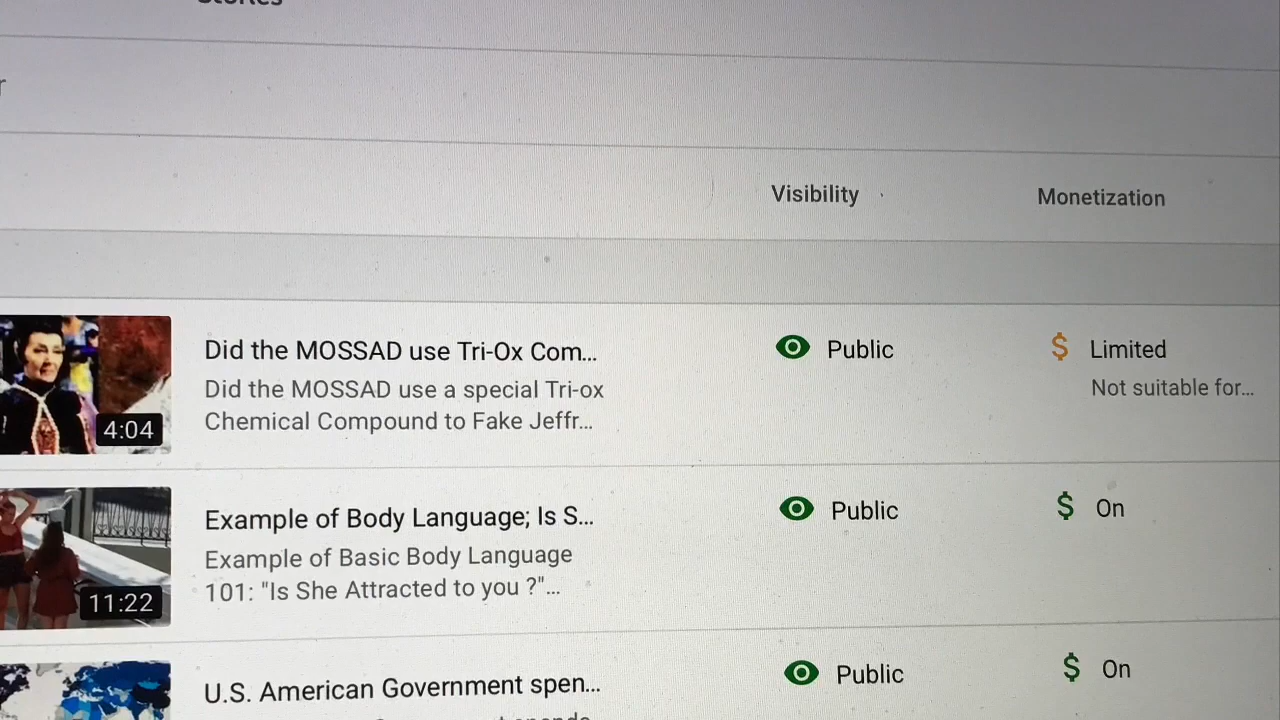 Stories
r
Visibility
Monetization
4:04
Did the MOSSAD use Tri-Ox Com...
Did the MOSSAD use a special Tri-ox
Chemical Compound to Fake Jeffr...
Public
$ Limited
Not suitable for...
11:22
Example of Body Language; Is S...
Example of Basic Body Language
101: "Is She Attracted to you ?"...
Public
$ On
U.S. American Government spen...
Public
$ On